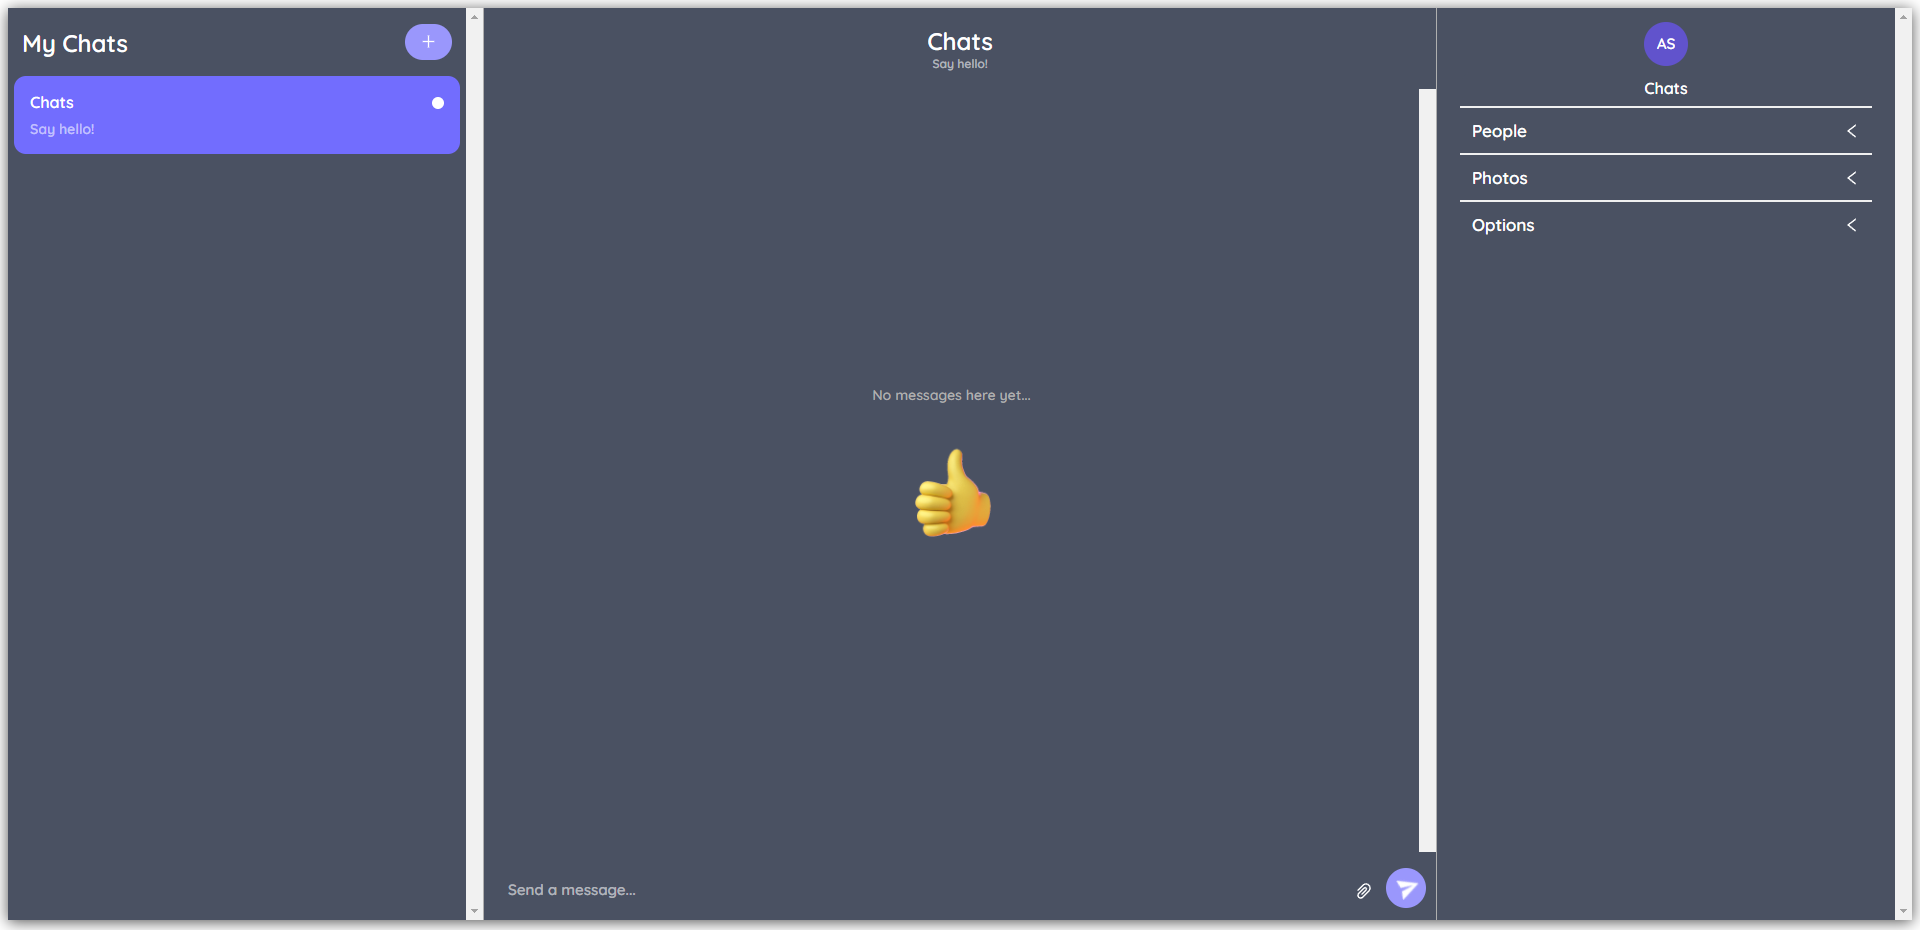 My Chats
+
Chats
Say hello!
Chats
Say hello!
No messages here yet...
Send a message...
AS
Chats
People
Photos
Options